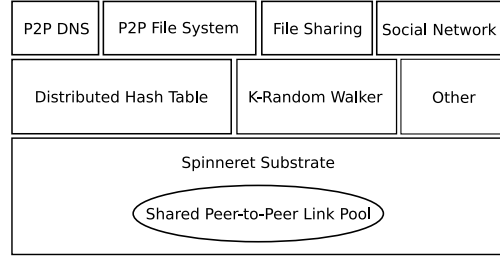 P2P DNS
P2P File System
File Sharing
Social Network
Distributed Hash Table
K-Random Walker
Other
Spinneret Substrate
Shared Peer-to-Peer Link Pool